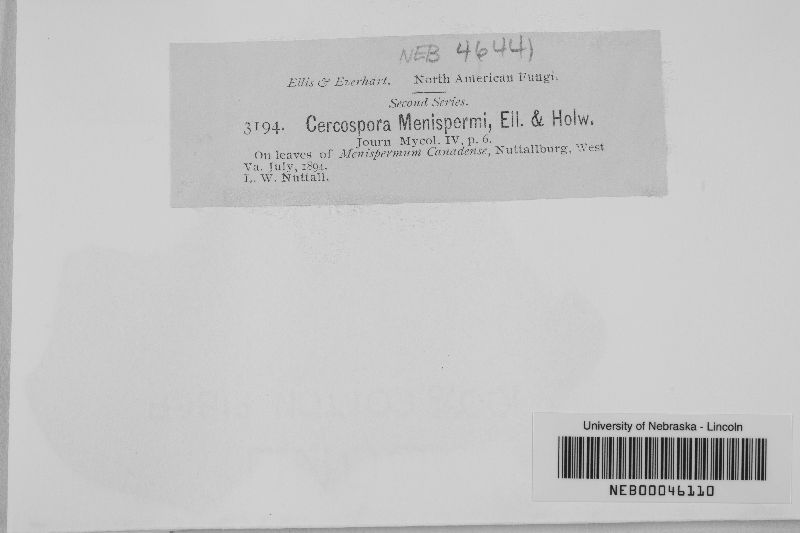 NEB 46441
Ellis & Everhart. North American Fungi.
Second Series.
3194. Cercospora Menispermi, Ell. & Holw.
Journ Mycol. IV, p. 6.
On leaves of Menispermum Canadense, Nuttallburg, West
Va. July, 1894.
L. W. Nuttall.
University of Nebraska - Lincoln
NEB00046110